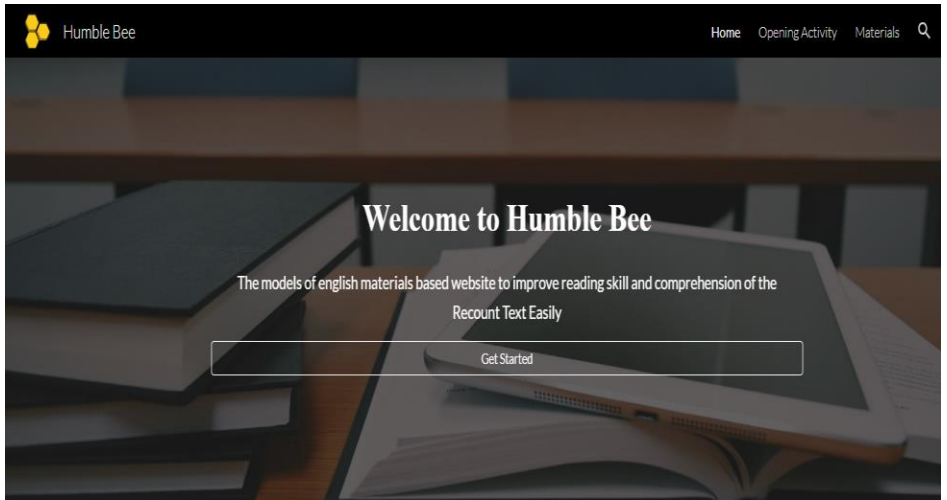 Humble Bee
Home Opening Activity Materials
Welcome to Humble Bee
The models of english materials based website to improve reading skill and comprehension of the
Recount Text Easily
Get Started